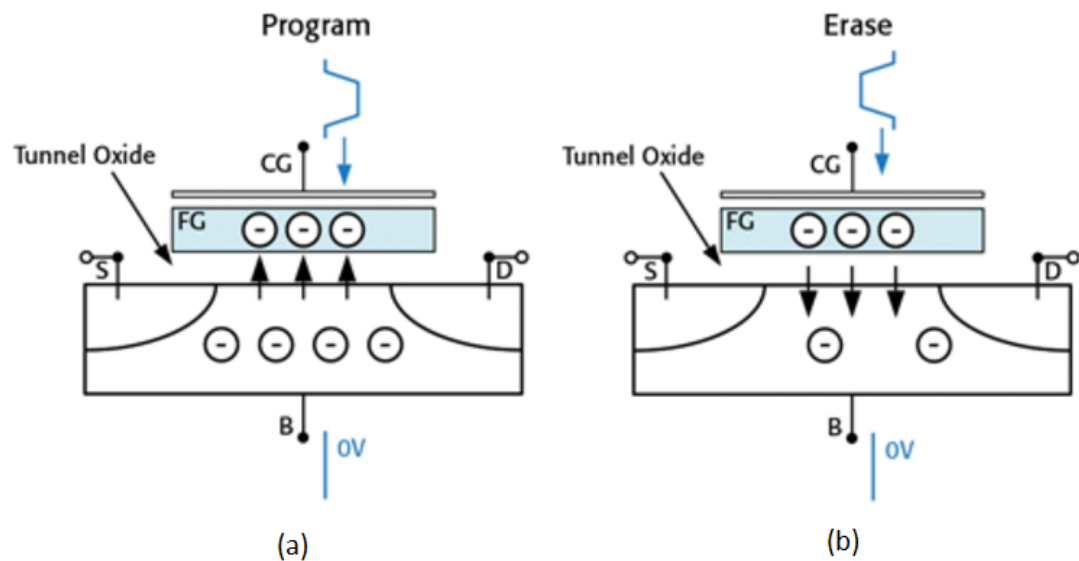 Program
Tunnel Oxide
CG
FG
S
D
B
0V
(a)
Erase
Tunnel Oxide
CG
FG
S
D
B
0V
(b)